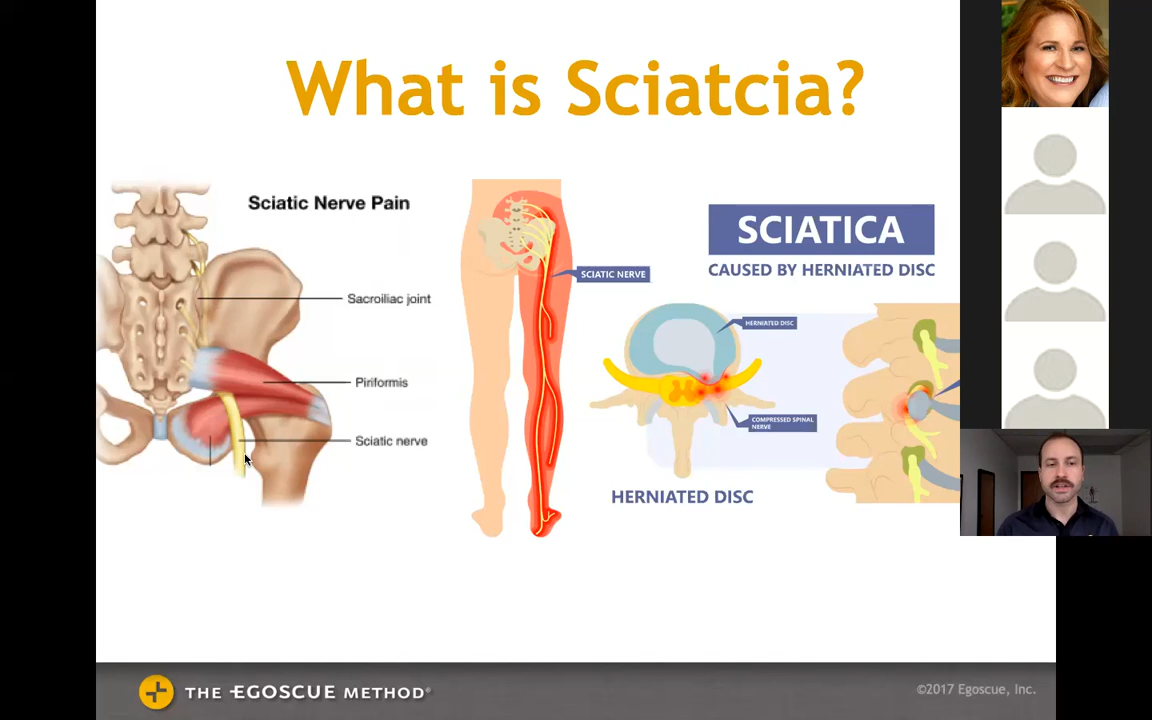 What is Sciatcia?
Sciatic Nerve Pain
Sacroiliac joint
Piriformis
Sciatic nerve
SCIATIC NERVE
SCIATICA
CAUSED BY HERNIATED DISC
HERNIATED DISC
COMPRESSED SPINAL
NERVE
HERNIATED DISC
THE EGOSCUE METHOD®
©2017 Egoscue, Inc.